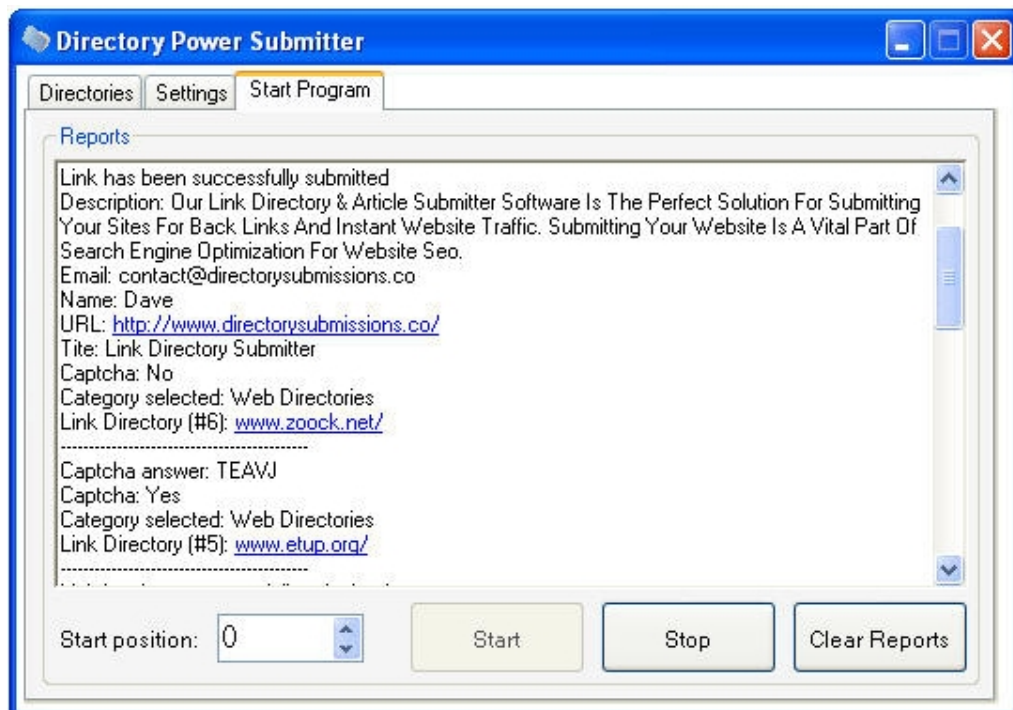 Directory Power Submitter
Directories Settings Start Program
Reports
Link has been successfully submitted
Description: Our Link Directory & Article Submitter Software Is The Perfect Solution For Submitting
Your Sites For Back Links And Instant Website Traffic. Submitting Your Website Is A Vital Part Of
Search Engine Optimization For Website Seo.
Email: contact@directorysubmissions.co
Name: Dave
URL: http://www.directorysubmissions.co/
Tite: Link Directory Submitter
Captcha: No
Category selected: Web Directories
Link Directory (#6): www.zoock.net/
--------------------------------------------
Captcha answer: TEAVJ
Captcha: Yes
Category selected: Web Directories
Link Directory (#5): www.etup.org/
--------------------------------------------
Start position: 0 Start Stop Clear Reports